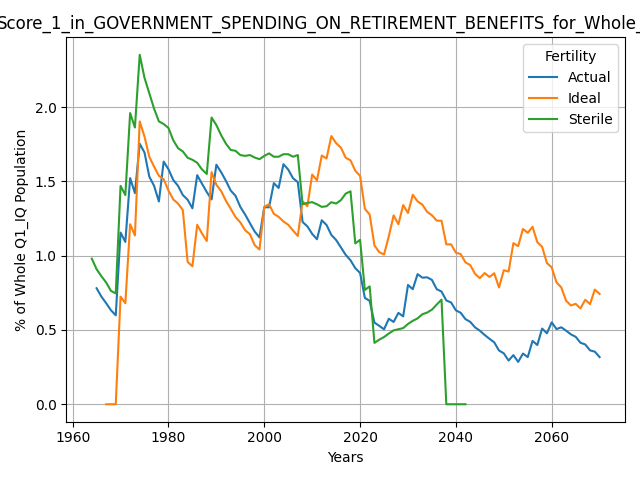 Score_1_in_GOVERNMENT_SPENDING_ON_RETIREMENT_BENEFITS_for_Whole_
Fertility
Actual
Ideal
Sterile
% of Whole Q1_IQ Population
2.0
1.5
1.0
0.5
0.0
1960 1980 2000 2020 2040 2060
Years